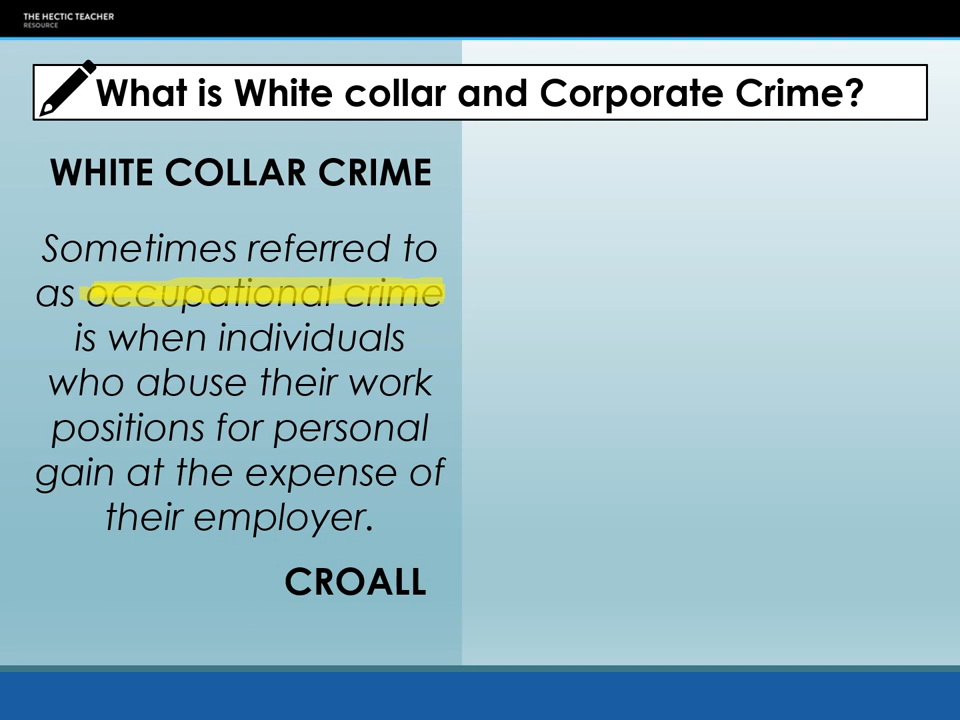 THE HECTIC TEACHER
RESOURCE
What is White collar and Corporate Crime?
WHITE COLLAR CRIME
Sometimes referred to
as occupational crime
is when individuals
who abuse their work
positions for personal
gain at the expense of
their employer.
CROALL